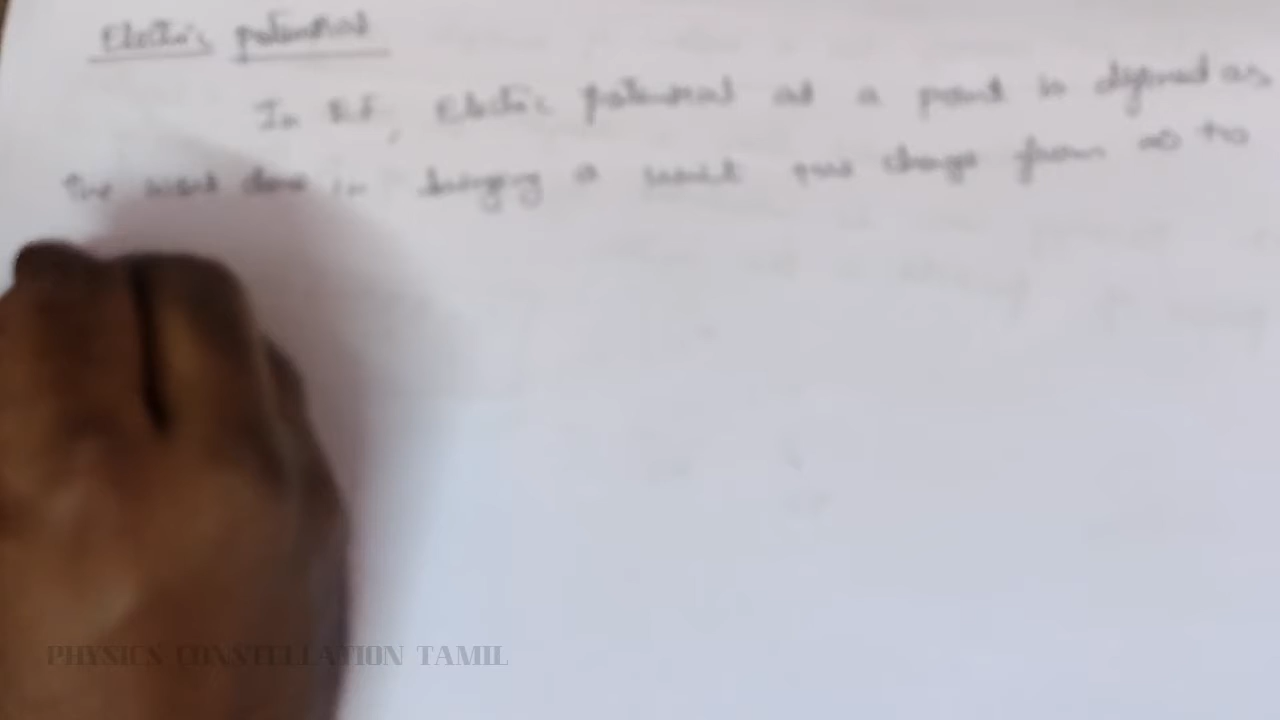 Electric potential
In E.F, Electric potential at a point is defined as
the work done in bringing a unit +ve charge from ∞ to
PHYSICS CONSTELLATION TAMIL